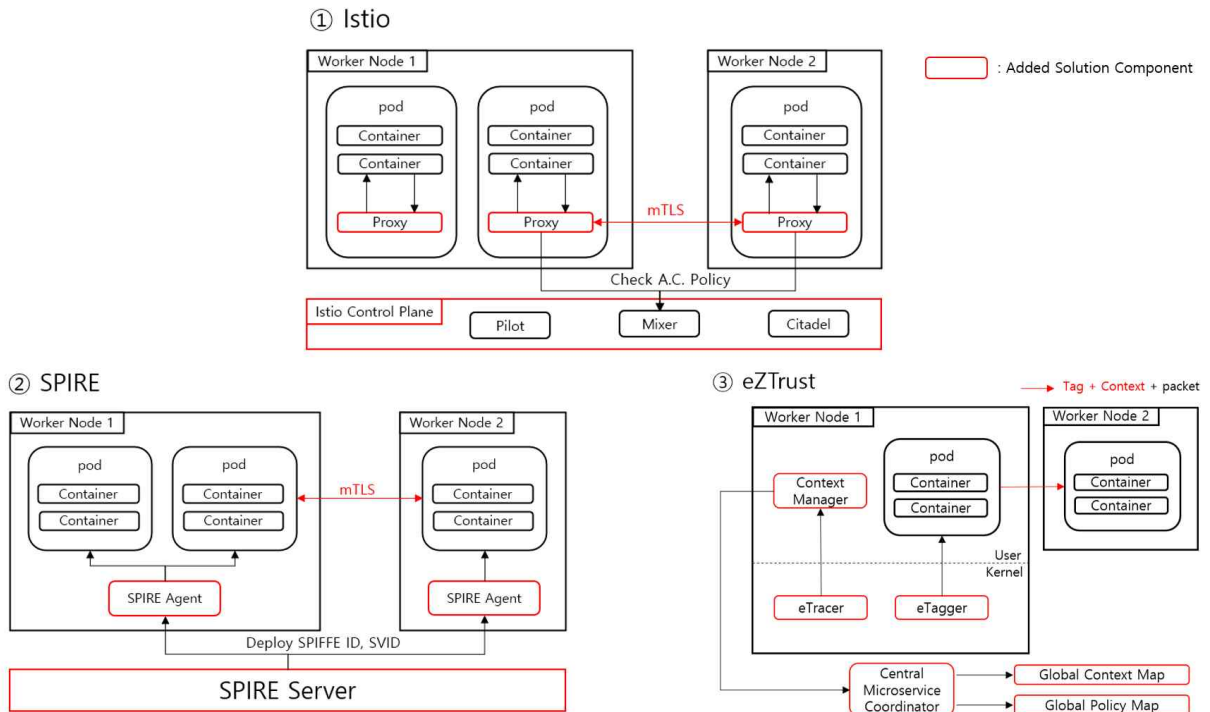 ① Istio
Worker Node 1
Worker Node 2
: Added Solution Component
pod
pod
pod
Container
Container
Container
Container
Container
Container
mTLS
Proxy
Proxy
Proxy
Check A.C. Policy
Istio Control Plane
Pilot
Mixer
Citadel
② SPIRE
Worker Node 1
Worker Node 2
pod
pod
pod
Container
Container
mTLS
Container
Container
Container
Container
SPIRE Agent
SPIRE Agent
Deploy SPIFFE ID, SVID
SPIRE Server
③ eZTrust
Tag + Context + packet
Worker Node 1
Worker Node 2
pod
pod
Context
Manager
Container
Container
Container
Container
User
Kernel
eTracer
eTagger
Central
Microservice
Coordinator
Global Context Map
Global Policy Map